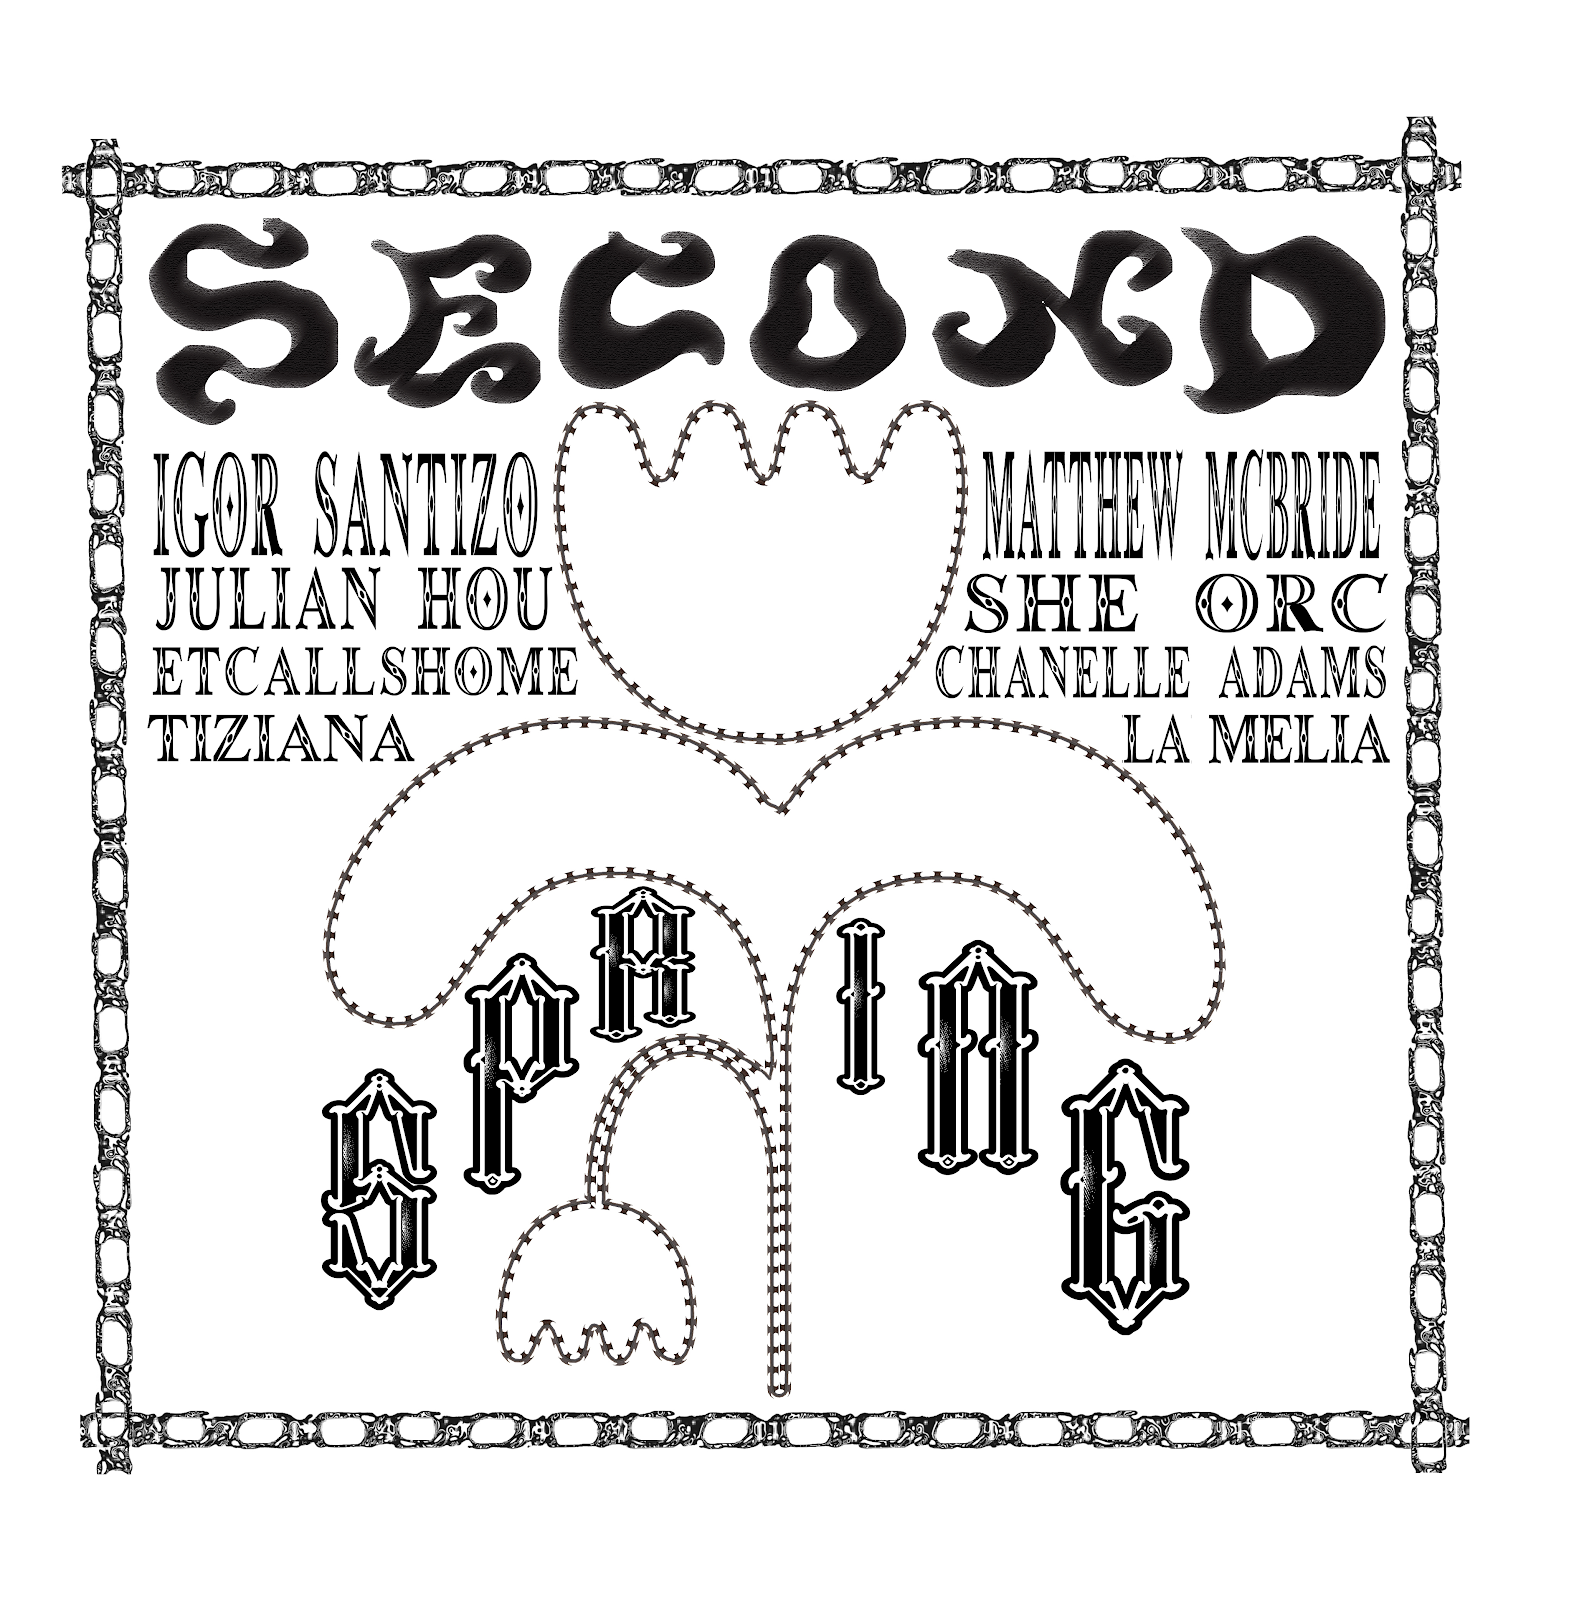 SECOND
IGOR SANTIZO MATTHEW MCBRIDE
JULIAN HOU SHE ORC
ETCALLSHOME CHANELLE ADAMS
TIZIANA LA MELIA
SPRING